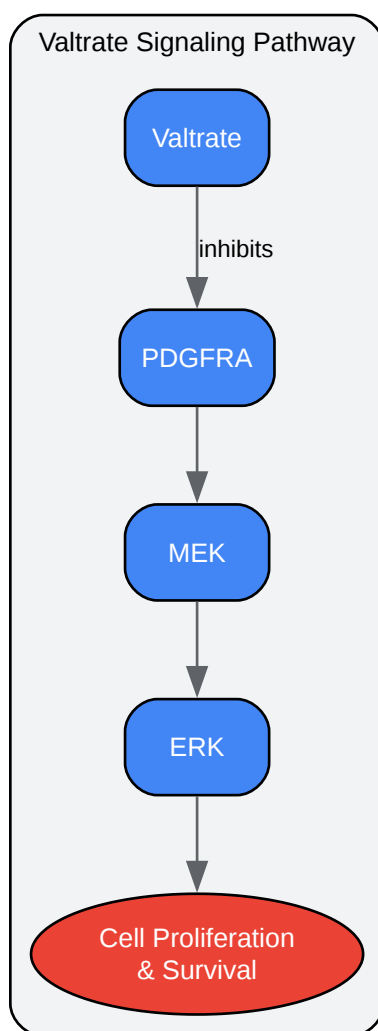 Valtrate Signaling Pathway
Valtrate
inhibits
PDGFRA
MEK
ERK
Cell Proliferation
& Survival